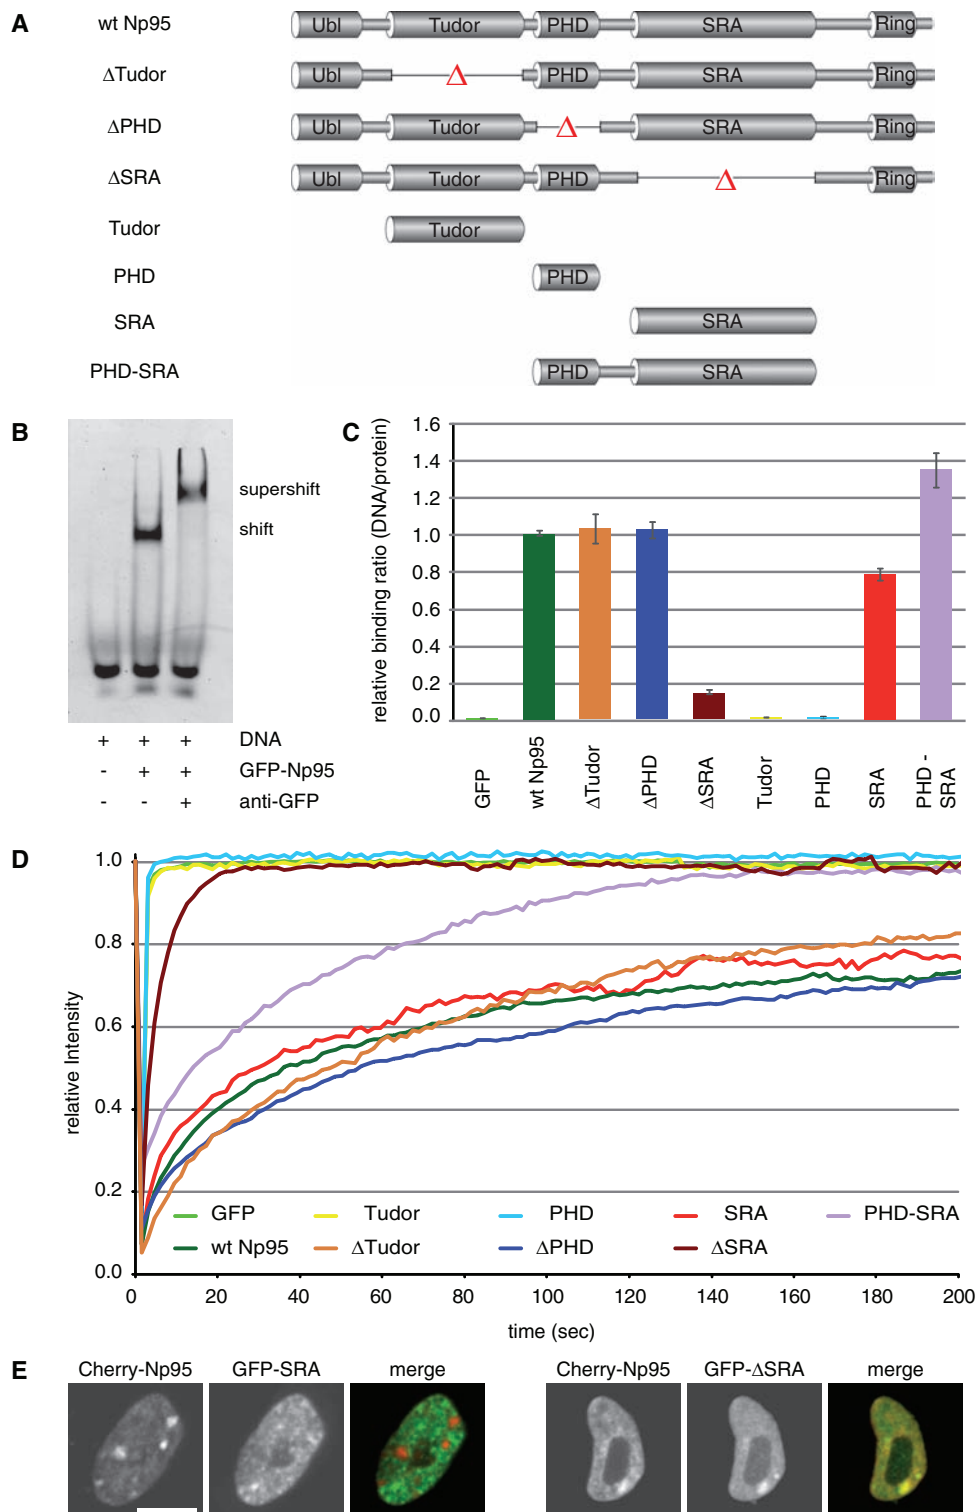 A
wt Np95 Ubl Tudor PHD SRA Ring
ΔTudor Ubl Δ PHD SRA Ring
ΔPHD Ubl Tudor Δ SRA Ring
ΔSRA Ubl Tudor PHD Δ Ring
Tudor Tudor
PHD PHD
SRA SRA
PHD-SRA PHD SRA
B
supershift
shift
+ + + DNA
- + + GFP-Np95
- - + anti-GFP
C
relative binding ratio (DNA/protein)
1.6
1.4
1.2
1.0
0.8
0.6
0.4
0.2
0.0
GFP
wt Np95
ΔTudor
ΔPHD
ΔSRA
Tudor
PHD
SRA
PHD -
SRA
D
relative Intensity
1.0
0.8
0.6
0.4
0.2
0.0
GFP Tudor PHD SRA PHD-SRA
wt Np95 ΔTudor ΔPHD ΔSRA
0 20 40 60 80 100 120 140 160 180 200
time (sec)
E
Cherry-Np95 GFP-SRA merge Cherry-Np95 GFP-ΔSRA merge